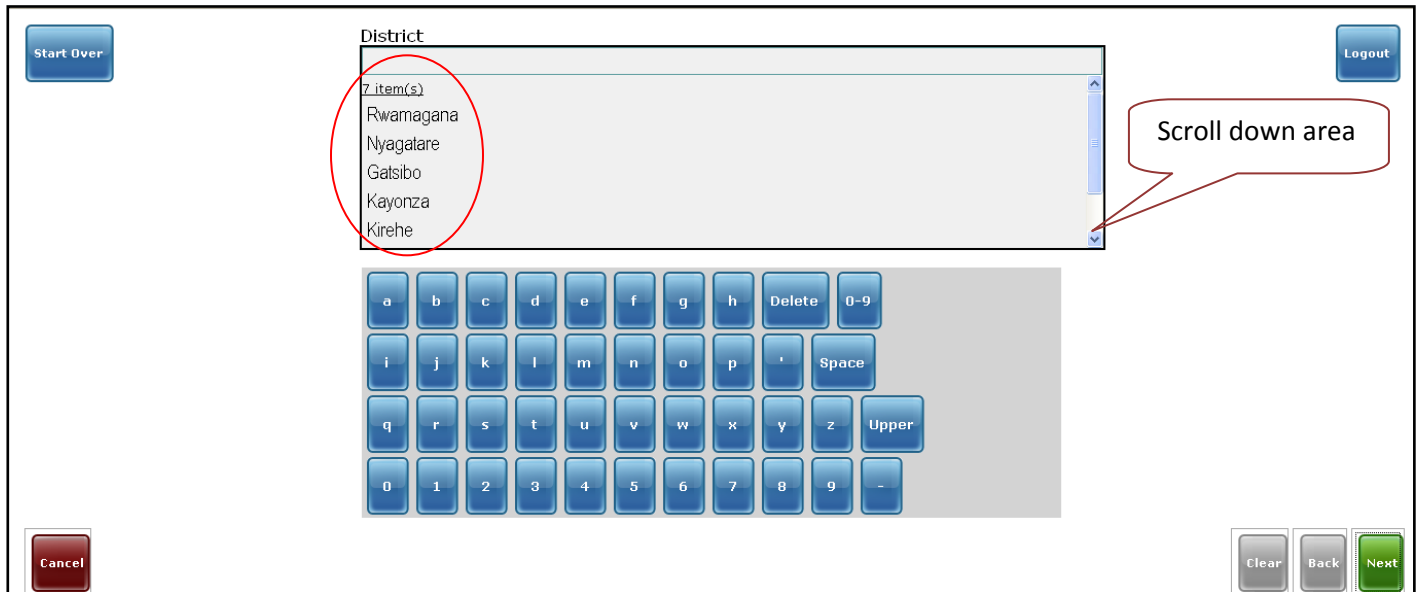 District
Start Over
Logout
7 item(s)
Rwamagana
Nyagatare
Gatsibo
Kayonza
Kirehe
Scroll down area
a b c d e f g h Delete 0-9
i j k l m n o p ' Space
q r s t u v w x y z Upper
0 1 2 3 4 5 6 7 8 9 -
Cancel
Clear Back Next